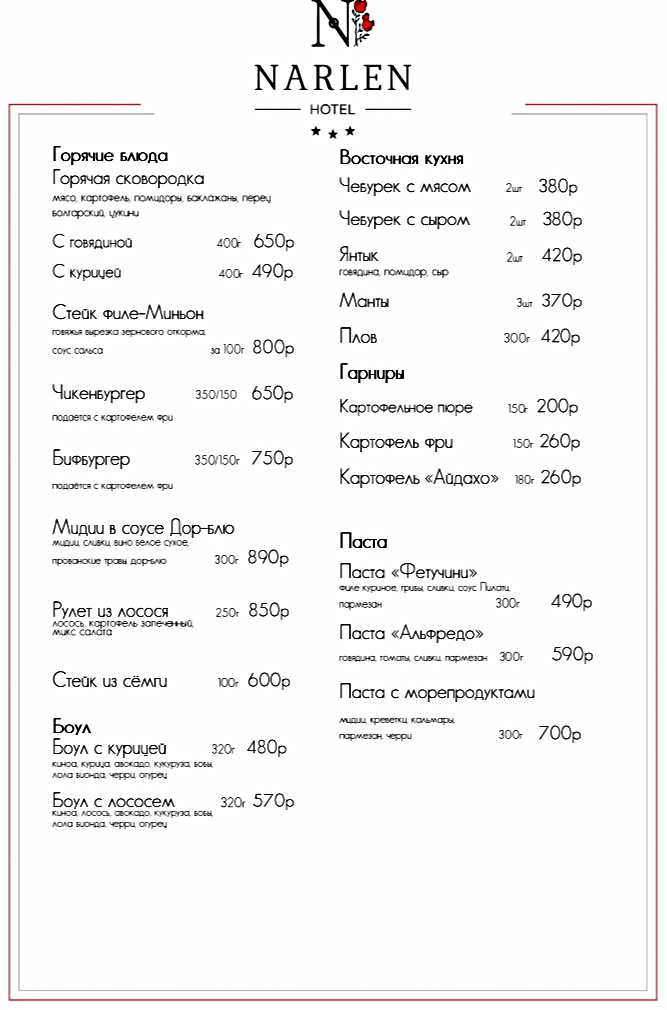 N
NARLEN
HOTEL
Горячие блюда
Горячая сковородка
мясо, картофель, помидоры, баклажаны, перец
болгарский, цукини
С говядиной 400г 650р
С курицей 400г 490р
Стейк филе-Миньон
говяжья вырезка зернового откорма,
соус сальса за 100г 800р
Чикенбургер 350/150 650р
подается с картофелем фри
Бифбургер 350/150г 750р
подаётся с картофелем фри
Мидии в соусе Дор-блю
мидии, сливки, вино белое сухое,
прованские травы дор-блю 300г 890р
Рулет из лосося 250г 850р
лосось, картофель запеченный,
микс салата
Стейк из сёмги 100г 600р
Боул
Боул с курицей 320г 480р
киноа, курица, авокадо, кукуруза, бобы,
лола бионда, черри, огурец
Боул с лососем 320г 570р
киноа, лосось, авокадо, кукуруза, бобы,
лола бионда, черри, огурец
Восточная кухня
Чебурек с мясом 2шт 380р
Чебурек с сыром 2шт 380р
Янтык 2шт 420р
говядина, помидор, сыр
Манты 3шт 370р
Плов 300г 420р
Гарниры
Картофельное пюре 150г 200р
Картофель фри 150г 260р
Картофель «Айдахо» 180г 260р
Паста
Паста «Фетучини»
филе куриное, грибы, сливки, соус Пилати,
пармезан 300г 490р
Паста «Альфредо»
говядина, томаты, сливки, пармезан 300г 590р
Паста с морепродуктами
мидии, креветки, кальмары,
пармезан, черри 300г 700р